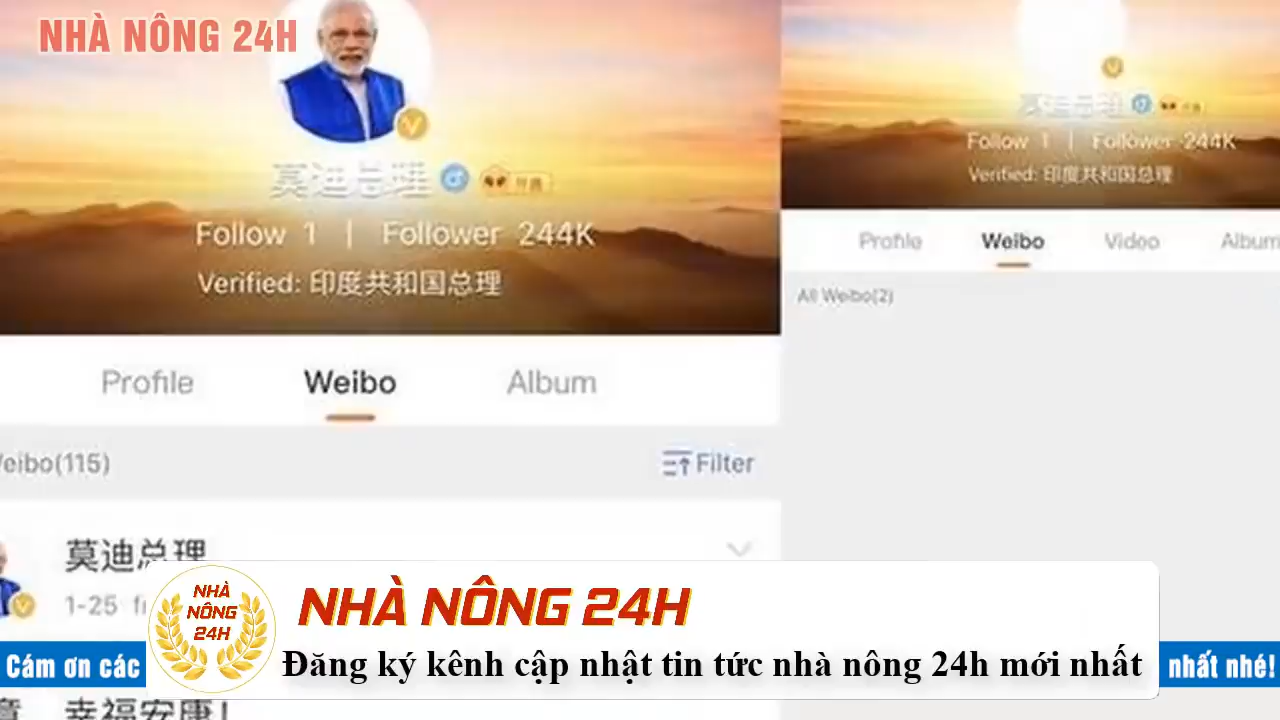 NHÀ NÔNG 24H
莫迪总理
Follow 1 | Follower 244K
Verified: 印度共和国总理
Profile Weibo Album
Weibo(115)
Filter
莫迪总理
1-25
幸福安康!
莫迪总理
Follow 1 | Follower 244K
Verified: 印度共和国总理
Profile Weibo Video Album
All Weibo(2)
NHÀ NÔNG 24H
NHÀ NÔNG 24H
Đăng ký kênh cập nhật tin tức nhà nông 24h mới nhất
Cám ơn các
nhất nhé!